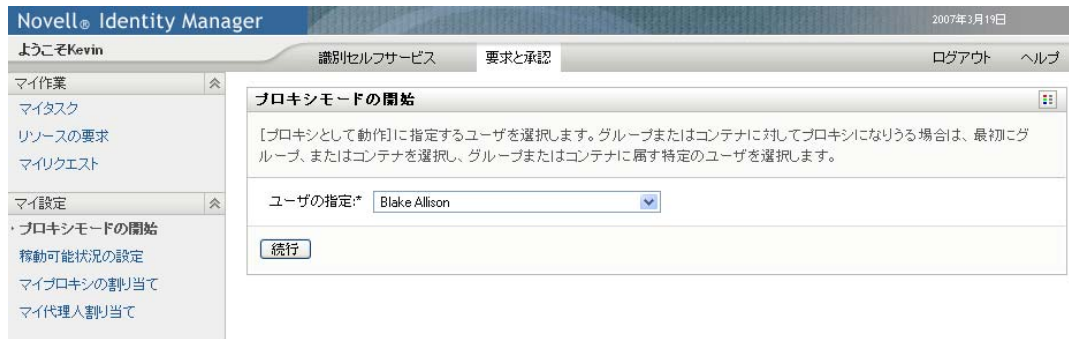 Novell® Identity Manager
2007年3月19日
ようこそKevin
識別セルフサービス
要求と承認
ログアウト
ヘルプ
マイ作業
マイタスク
リソースの要求
マイリクエスト
マイ設定
プロキシモードの開始
稼動可能状況の設定
マイプロキシの割り当て
マイ代理人割り当て
プロキシモードの開始
[プロキシとして動作]に指定するユーザを選択します。グループまたはコンテナに対してプロキシになりうる場合は、最初にグ
ループ、またはコンテナを選択し、グループまたはコンテナに属す特定のユーザを選択します。
ユーザの指定:* Blake Allison
続行